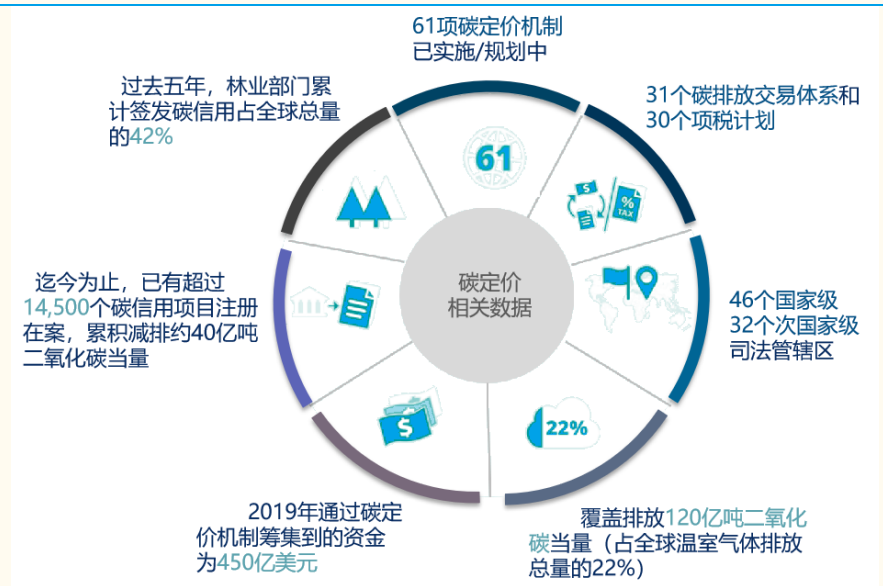 61项碳定价机制
已实施/规划中
31个碳排放交易体系和
30个项税计划
46个国家级
32个次国家级
司法管辖区
覆盖排放120亿吨二氧化
碳当量（占全球温室气体排放
总量的22%）
2019年通过碳定
价机制筹集到的资金
为450亿美元
迄今为止，已有超过
14,500个碳信用项目注册
在案，累积减排约40亿吨
二氧化碳当量
过去五年，林业部门累
计签发碳信用占全球总量
的42%
61
$
%
TAX
22%
$
碳定价
相关数据